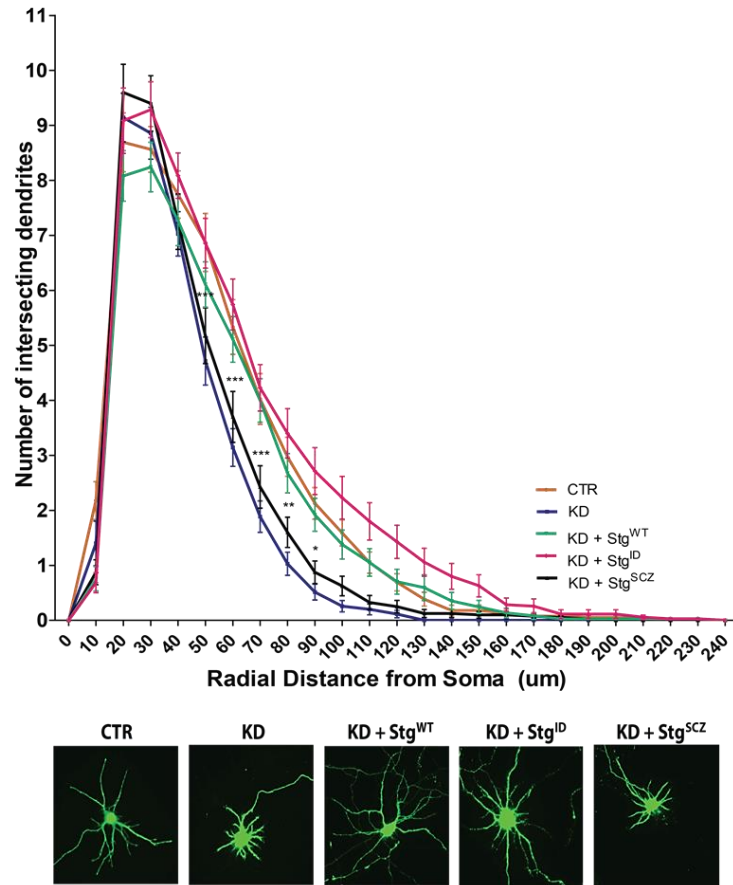 11
10
9
8
7
6
5
4
3
2
1
0
Number of intersecting dendrites
***
***
***
**
*
CTR
KD
KD + Stg^WT
KD + Stg^ID
KD + Stg^SCZ
0 10 20 30 40 50 60 70 80 90 100 110 120 130 140 150 160 170 180 190 200 210 220 230 240
Radial Distance from Soma (um)
CTR KD KD + Stg^WT KD + Stg^ID KD + Stg^SCZ